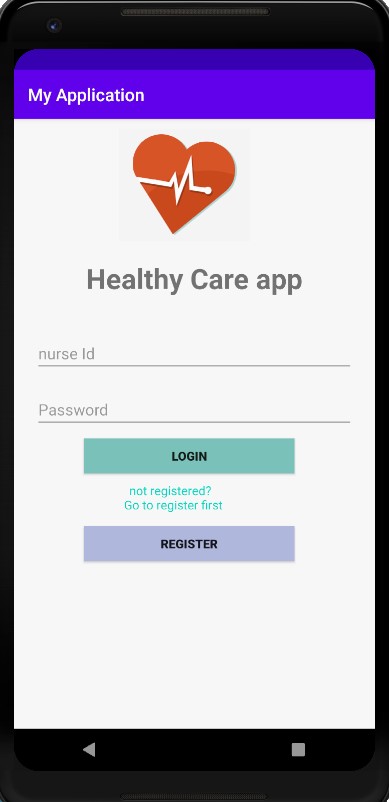 My Application
Healthy Care app
nurse Id
Password
LOGIN
not registered?
Go to register first
REGISTER